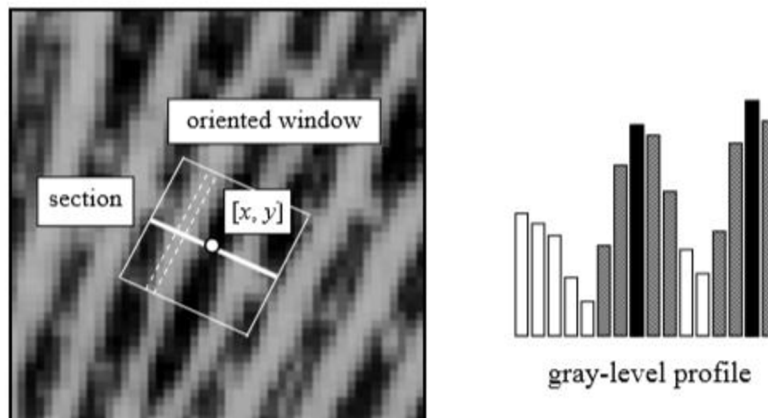 oriented window
section
[x, y]
gray-level profile